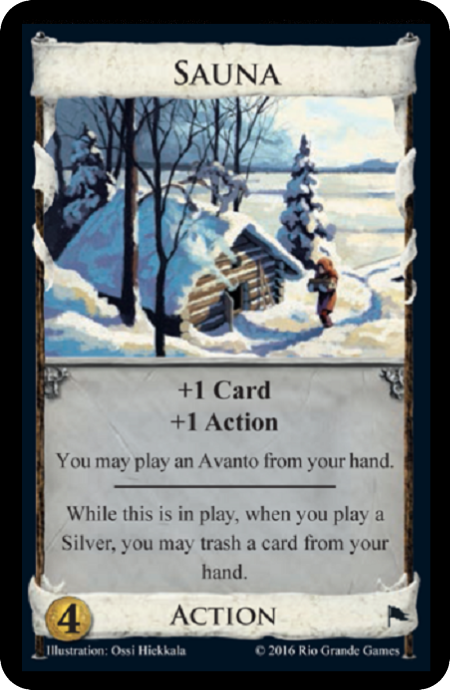 SAUNA
+1 Card
+1 Action
You may play an Avanto from your hand.
While this is in play, when you play a
Silver, you may trash a card from your
hand.
4
ACTION
Illustration: Ossi Hiekkala
© 2016 Rio Grande Games